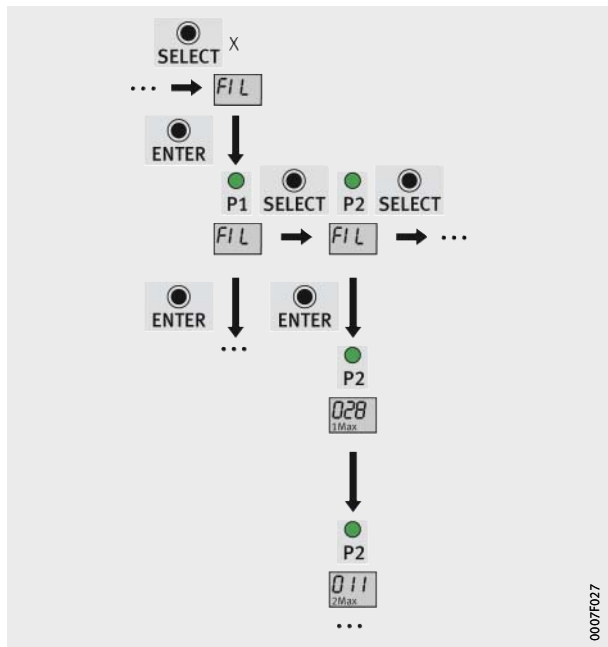 SELECT X
... FIL
ENTER
P1 SELECT P2 SELECT
FIL FIL ...
ENTER ENTER
...
P2
028
1Max
P2
011
2Max
...
0007F027